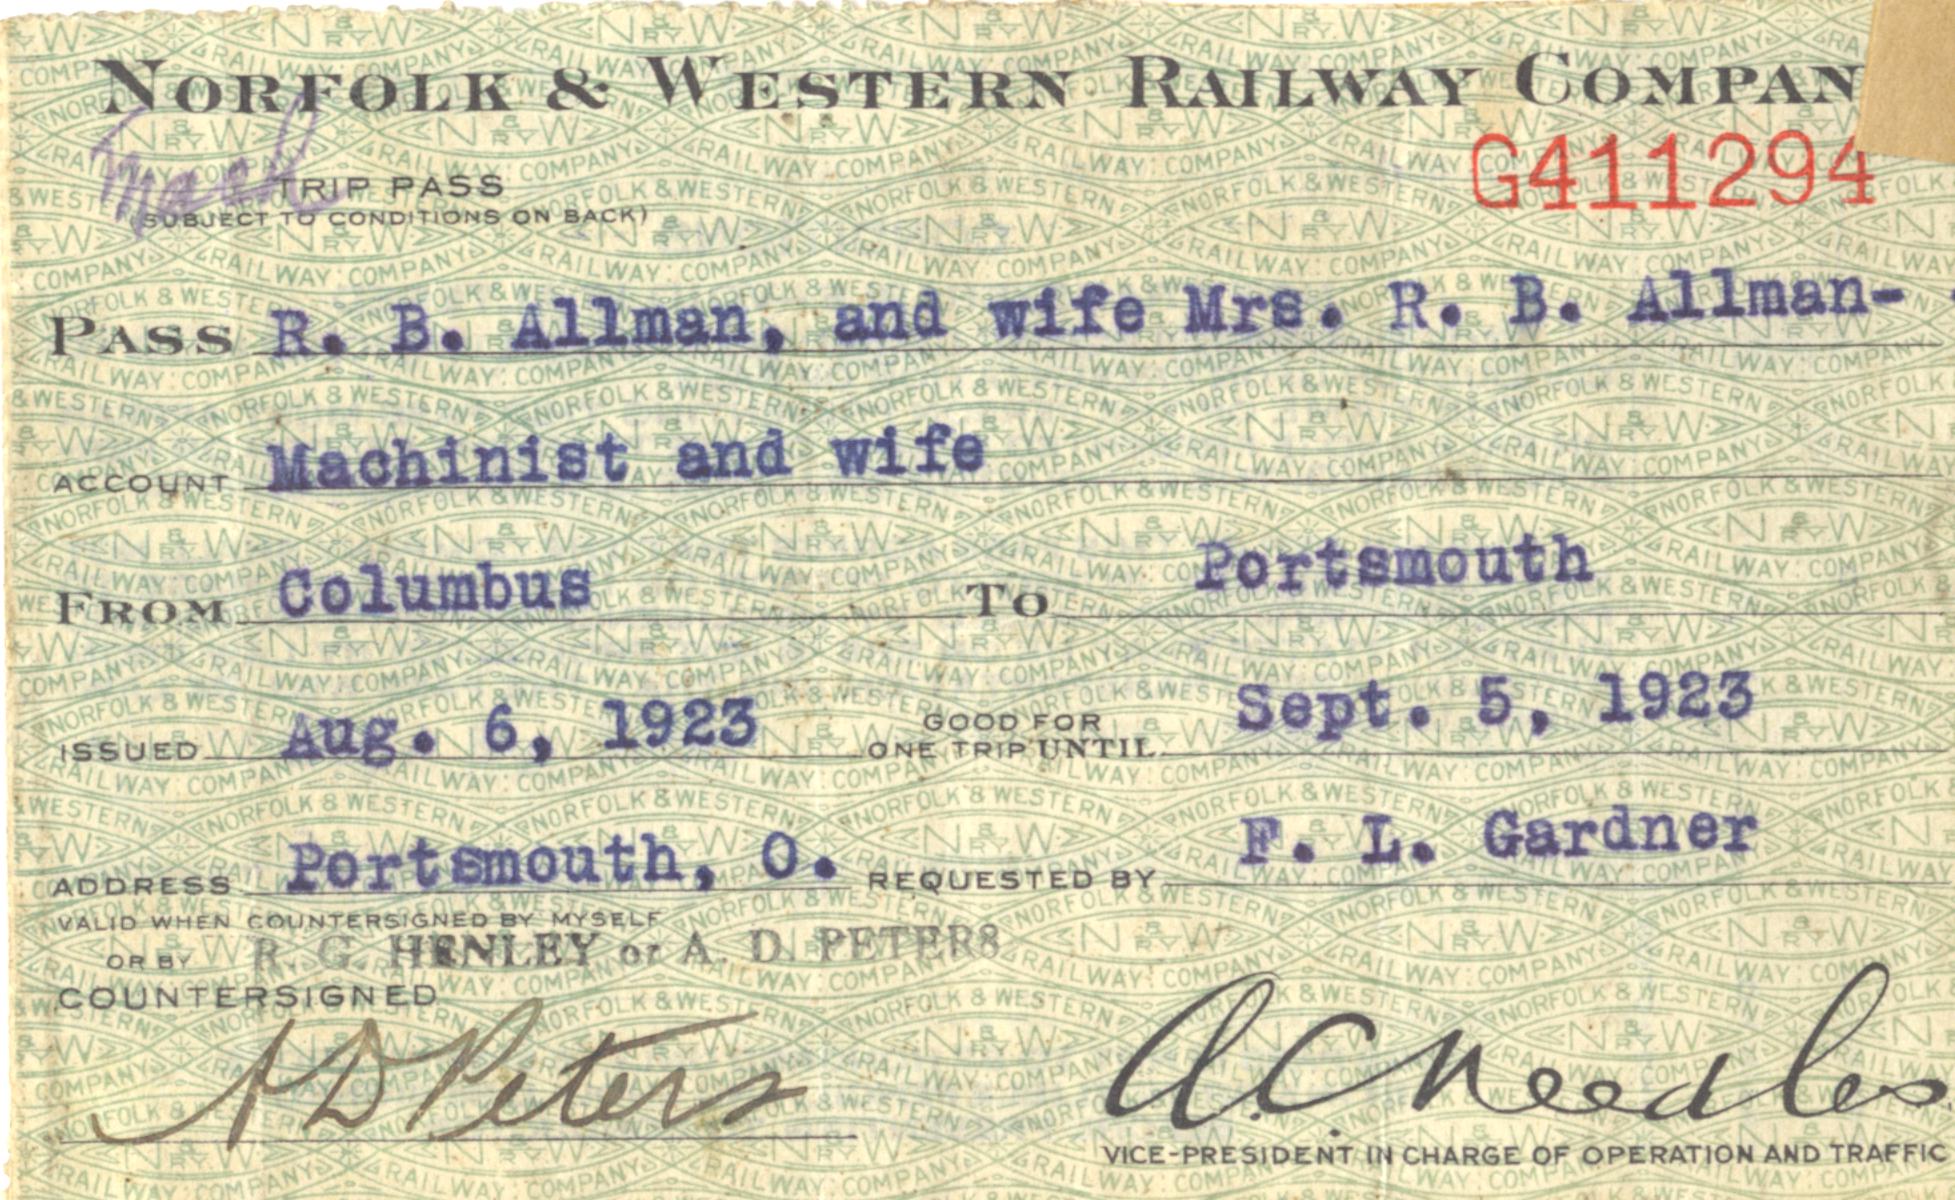 NORFOLK & WESTERN RAILWAY COMPAN
G411294
Mach
TRIP PASS
(SUBJECT TO CONDITIONS ON BACK)
PASS R. B. Allman, and wife Mrs. R. B. Allman-
ACCOUNT Machinist and wife
FROM Columbus TO Portsmouth
ISSUED Aug. 6, 1923 GOOD FOR ONE TRIP UNTIL Sept. 5, 1923
ADDRESS Portsmouth, O. REQUESTED BY F. L. Gardner
VALID WHEN COUNTERSIGNED BY MYSELF
OR BY R. G. HENLEY or A. D. PETERS
COUNTERSIGNED
A D Peters
A. C. Needles
VICE-PRESIDENT IN CHARGE OF OPERATION AND TRAFFIC